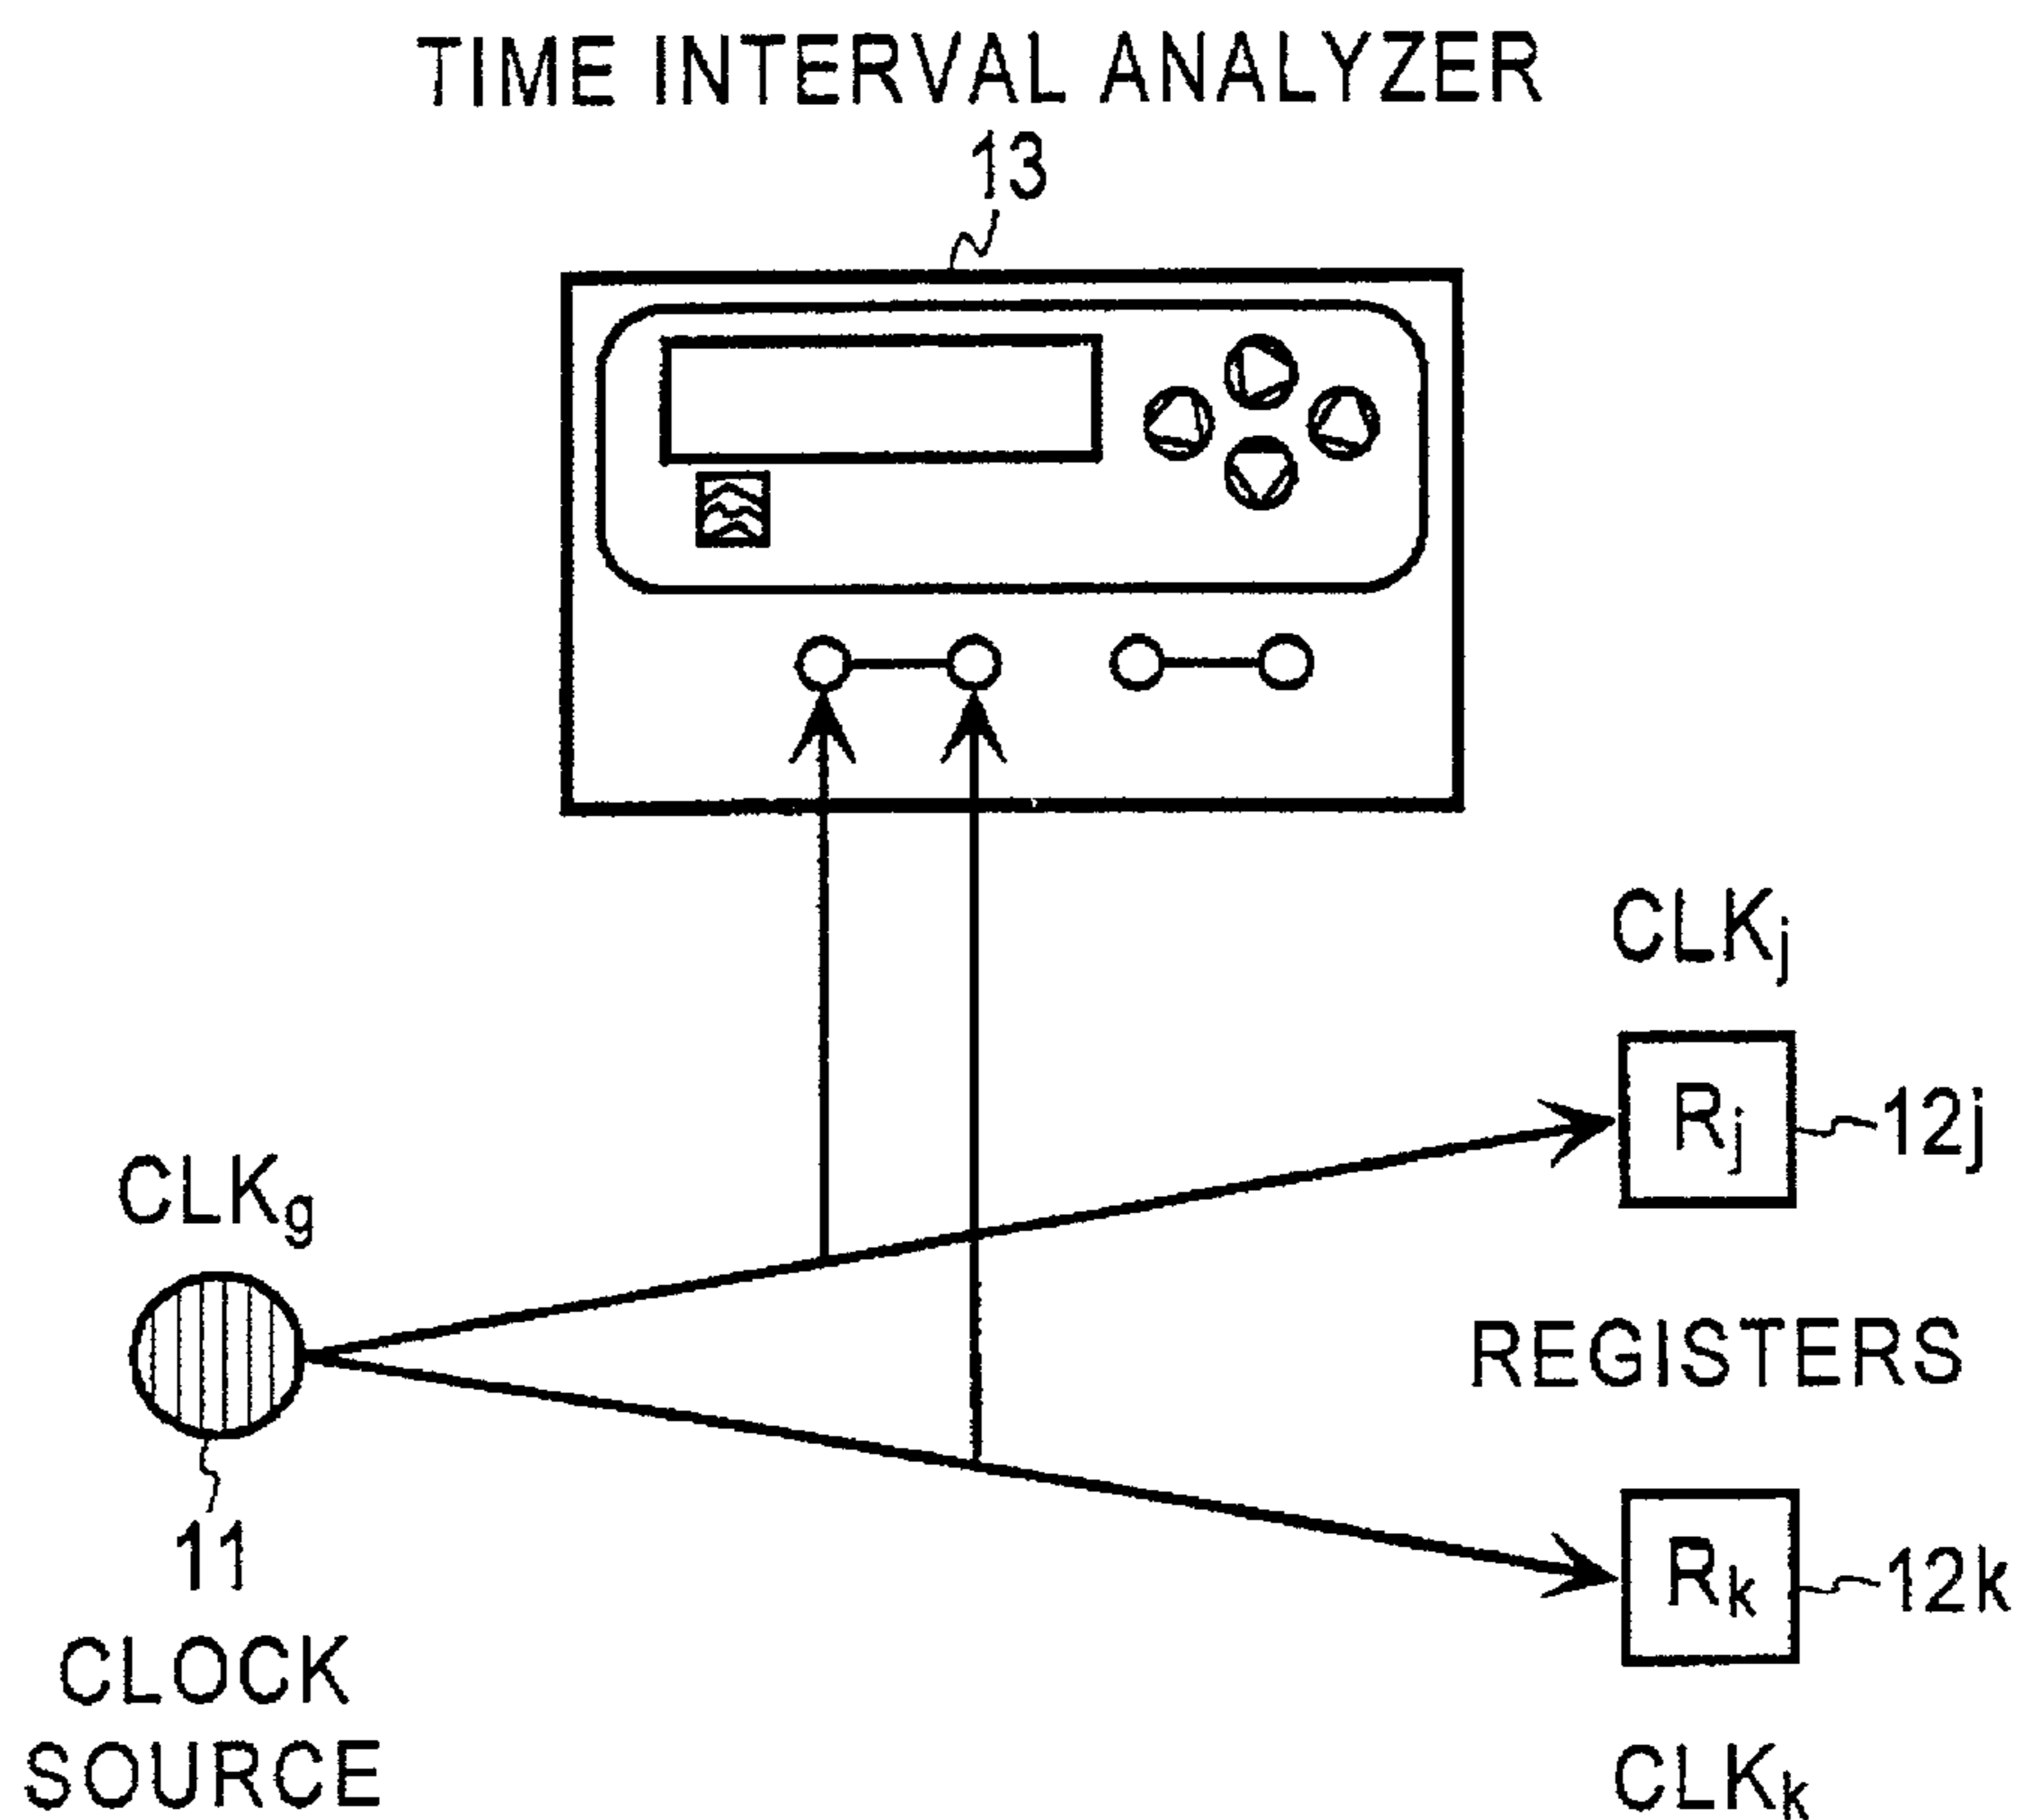 TIME INTERVAL ANALYZER
13
CLKj
Rj
12j
CLKg
REGISTERS
11
Rk
12k
CLOCK
SOURCE
CLKk